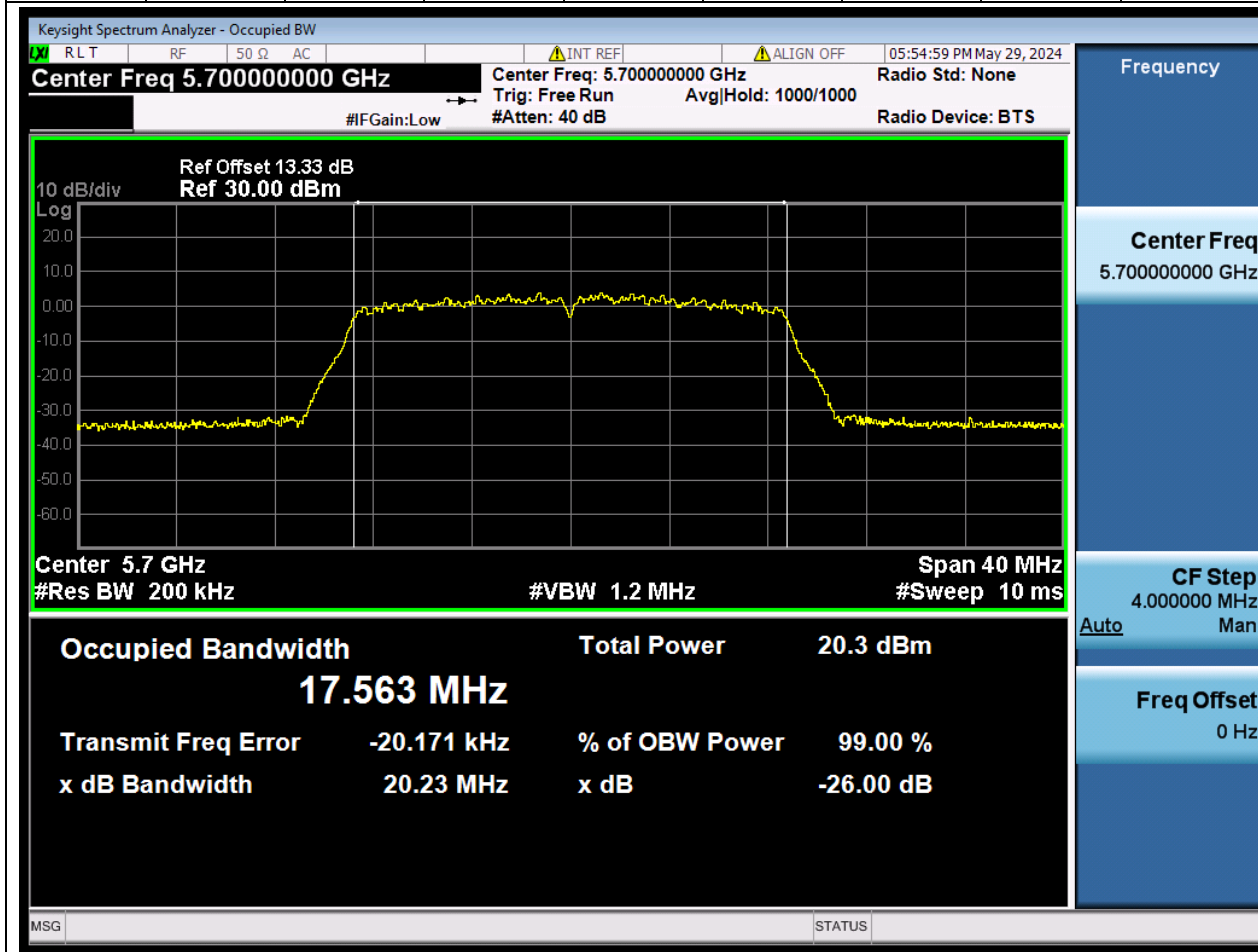 Keysight Spectrum Analyzer - Occupied BW
LXI RLT RF 50 Ω AC INT REF ALIGN OFF 05:54:59 PM May 29, 2024
Center Freq 5.700000000 GHz Center Freq: 5.700000000 GHz Radio Std: None
Trig: Free Run Avg|Hold: 1000/1000
#IFGain:Low #Atten: 40 dB Radio Device: BTS
Ref Offset 13.33 dB
10 dB/div Ref 30.00 dBm
Log
20.0
10.0
0.00
-10.0
-20.0
-30.0
-40.0
-50.0
-60.0
Center 5.7 GHz Span 40 MHz
#Res BW 200 kHz #VBW 1.2 MHz #Sweep 10 ms
Occupied Bandwidth Total Power 20.3 dBm
17.563 MHz
Transmit Freq Error -20.171 kHz % of OBW Power 99.00 %
x dB Bandwidth 20.23 MHz x dB -26.00 dB
MSG STATUS
Frequency
Center Freq
5.700000000 GHz
CF Step
4.000000 MHz
Auto Man
Freq Offset
0 Hz